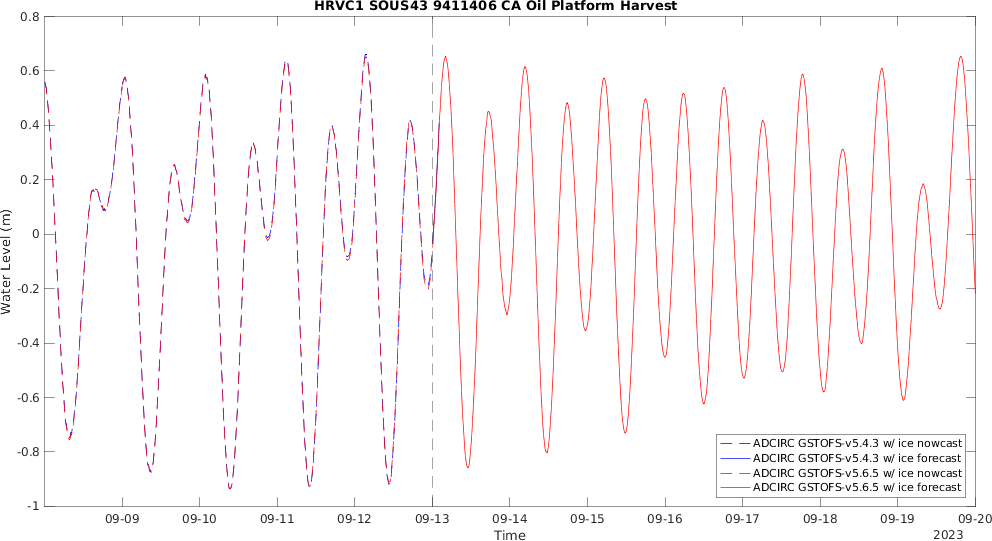 HRVC1 SOUS43 9411406 CA Oil Platform Harvest
0.8
0.6
0.4
0.2
0
-0.2
-0.4
-0.6
-0.8
-1
Water Level (m)
09-09 09-10 09-11 09-12 09-13 09-14 09-15 09-16 09-17 09-18 09-19 09-20
Time
2023
ADCIRC GSTOFS-v5.4.3 w/ ice nowcast
ADCIRC GSTOFS-v5.4.3 w/ ice forecast
ADCIRC GSTOFS-v5.6.5 w/ ice nowcast
ADCIRC GSTOFS-v5.6.5 w/ ice forecast